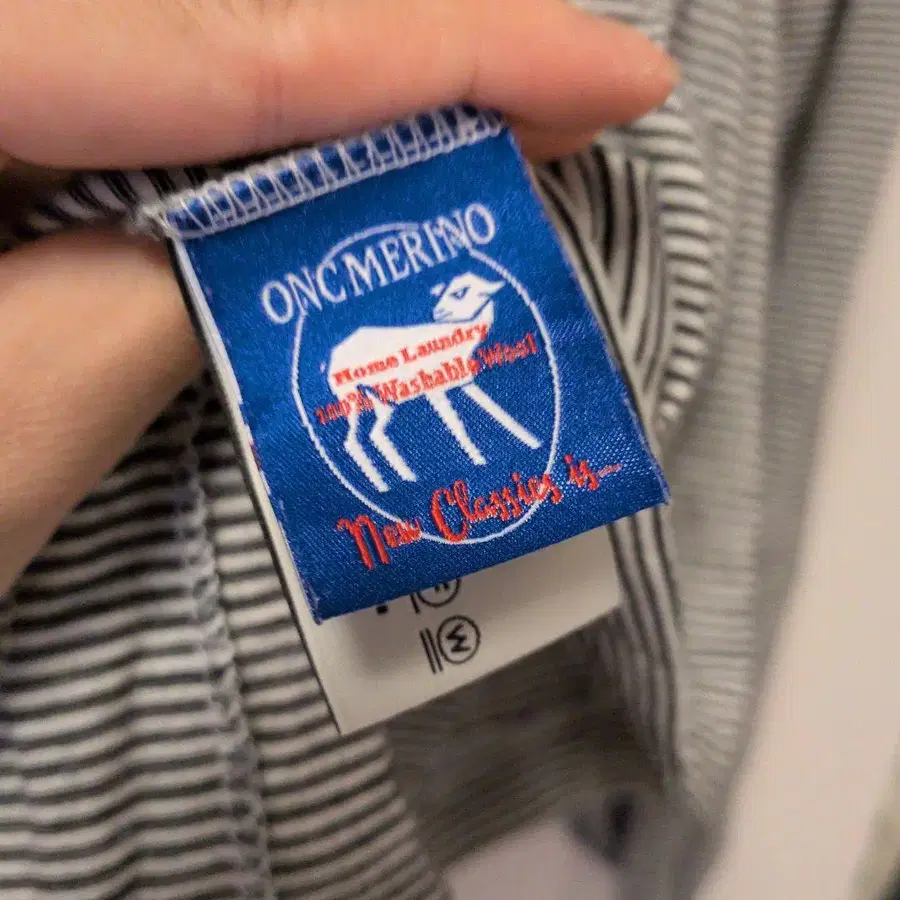 ONCMERINO
Home Laundry
100% Washable Wool
New Classics is...